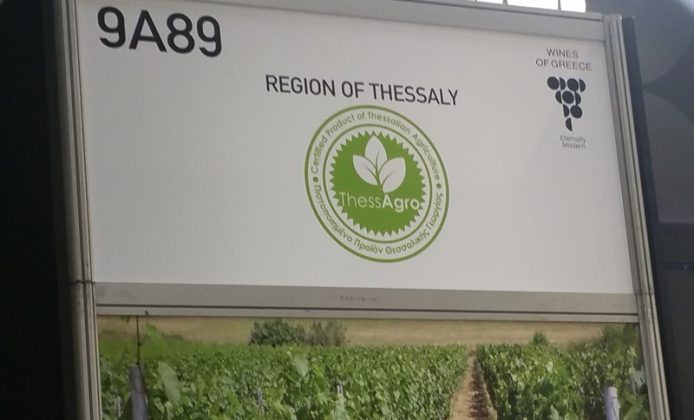 9A89
WINES
OF GREECE
REGION OF THESSALY
Eternally
Modern
Certified Product of Thessalian Agriculture
ThessAgro
Πιστοποιημένο Προϊόν Θεσσαλικής Γεωργίας